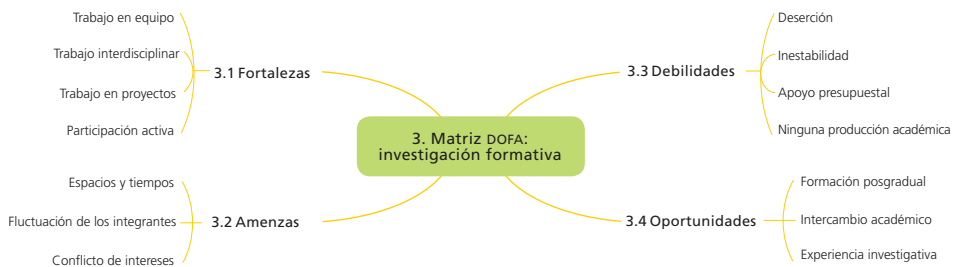 3. Matriz DOFA:
investigación formativa
3.1 Fortalezas
Trabajo en equipo
Trabajo interdisciplinar
Trabajo en proyectos
Participación activa
3.2 Amenzas
Espacios y tiempos
Fluctuación de los integrantes
Conflicto de intereses
3.3 Debilidades
Deserción
Inestabilidad
Apoyo presupuestal
Ninguna producción académica
3.4 Oportunidades
Formación posgradual
Intercambio académico
Experiencia investigativa